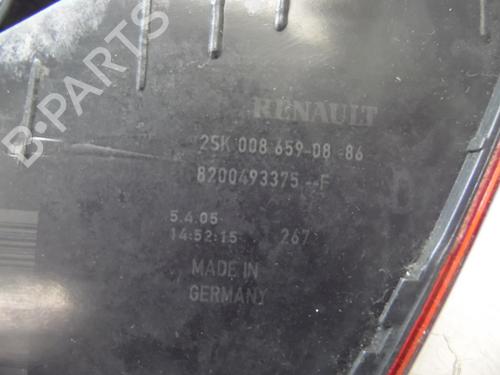 RENAULT
2SK 008 659-08 -86
8200493375--F
5.4.05
14:52:15 267
MADE IN
GERMANY
B-PARTS